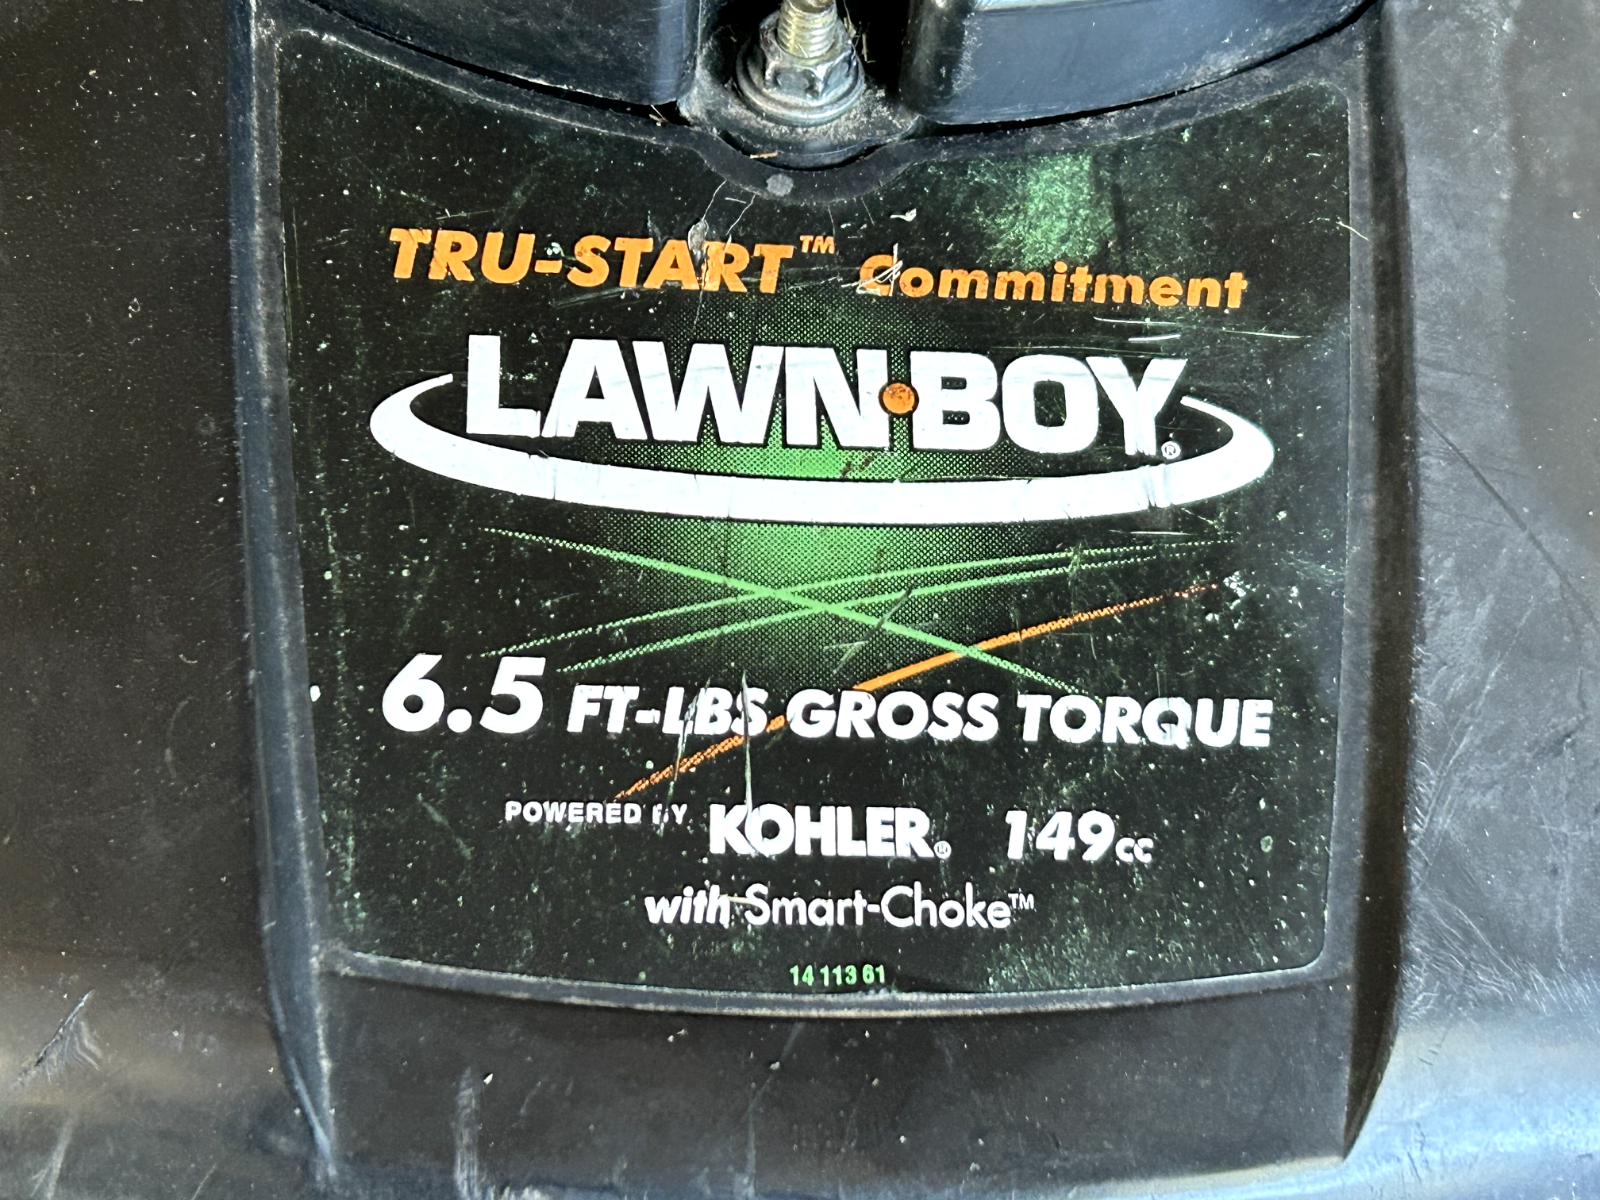 TRU-START™ Commitment
LAWN•BOY®
6.5 FT-LBS GROSS TORQUE
POWERED BY KOHLER® 149cc
with Smart-Choke™
14 113 61